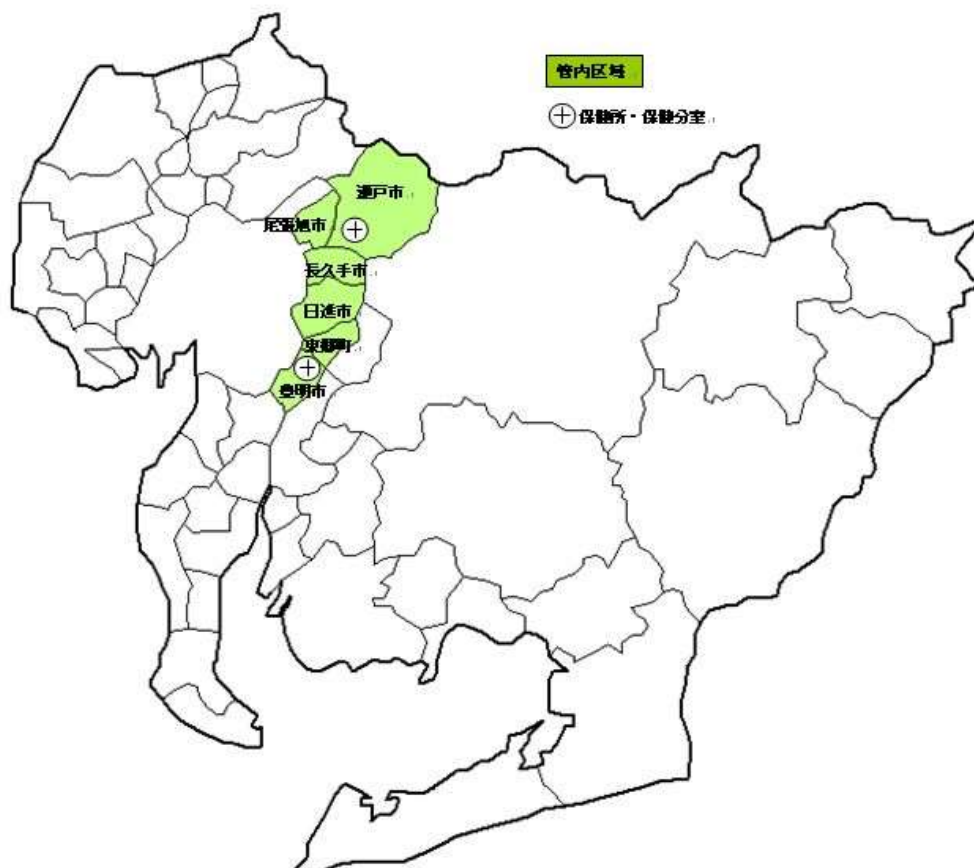 管内区域
保健所・保健分室
瀬戸市
尾張旭市
長久手市
日進市
東郷町
豊明市